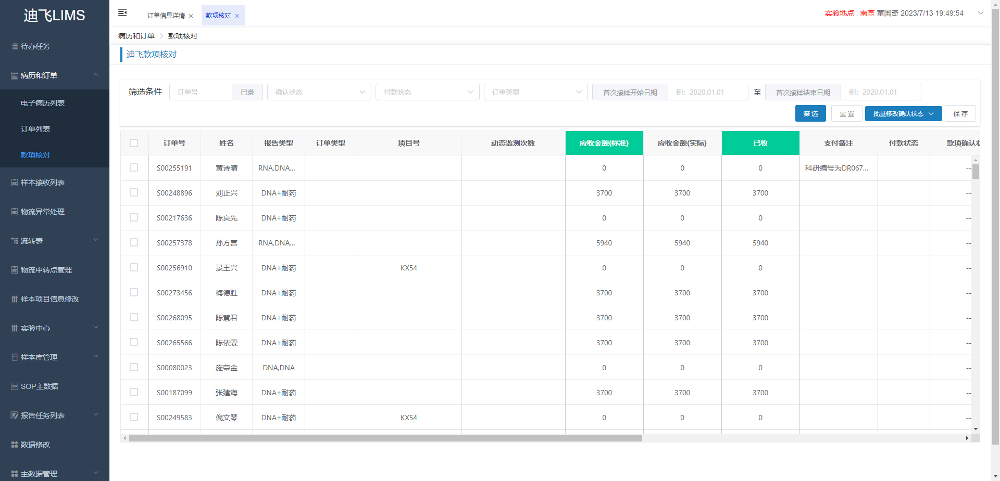 迪飞LIMS
待办任务
病历和订单
电子病历列表
订单列表
款项核对
样本接收列表
物流异常处理
流转表
物流中转点管理
样本项目信息修改
实验中心
样本库管理
SOP主数据
报告任务列表
数据修改
主数据管理
订单信息详情
款项核对
实验地点 : 南京 董国奇 2023/7/13 19:49:54
病历和订单 款项核对
迪飞款项核对
筛选条件 订单号 已录 确认状态 付款状态 订单类型 首次接样开始日期 例：2020.01.01 至 首次接样结束日期 例：2020.01.01
筛 选 重 置 批量修改确认状态 保 存
订单号 姓名 报告类型 订单类型 项目号 动态监测次数 应收金额(标准) 应收金额(实际) 已收 支付备注 付款状态 款项确认
S00255191 黄诗晴 RNA,DNA... 0 0 0 科研编号为DR067... --
S00248896 刘正兴 DNA+耐药 3700 3700 3700 --
S00217636 陈良先 DNA+耐药 0 0 0 --
S00257378 孙方喜 RNA,DNA... 5940 5940 5940 --
S00256910 景王兴 DNA+耐药 KX54 0 0 0 --
S00273456 梅德胜 DNA+耐药 3700 3700 3700 --
S00268095 陈慧君 DNA+耐药 3700 3700 3700 --
S00265566 陈依霖 DNA+耐药 3700 3700 3700 --
S00080023 施荣金 DNA,DNA 0 0 0 --
S00187099 张建海 DNA+耐药 3700 3700 3700 --
S00249583 倪文琴 DNA+耐药 KX54 0 0 0 --